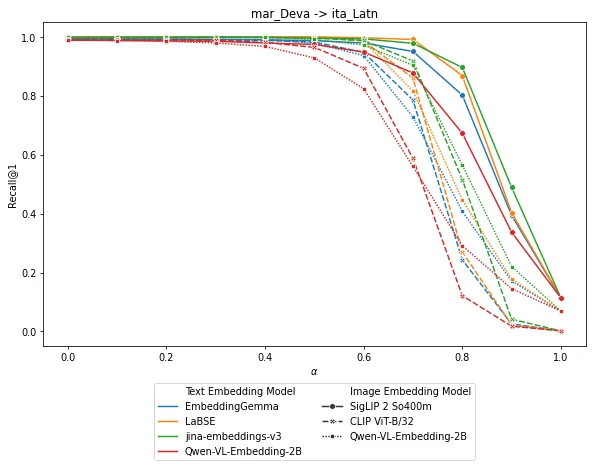 mar_Deva -> ita_Latn
Recall@1
1.0
0.8
0.6
0.4
0.2
0.0
0.0 0.2 0.4 0.6 0.8 1.0
α
Text Embedding Model
EmbeddingGemma
LaBSE
jina-embeddings-v3
Qwen-VL-Embedding-2B
Image Embedding Model
SigLIP 2 So400m
CLIP ViT-B/32
Qwen-VL-Embedding-2B